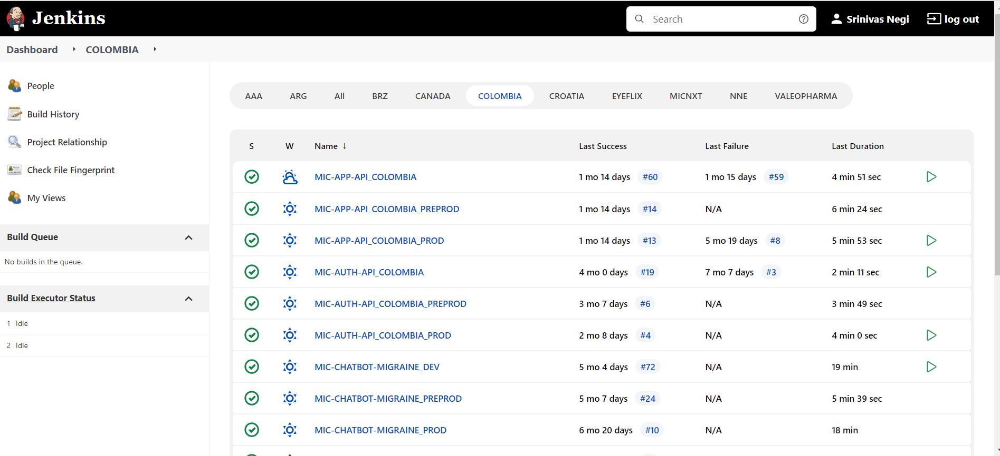 Jenkins
Search
Srinivas Negi
log out
Dashboard
COLOMBIA
People
Build History
Project Relationship
Check File Fingerprint
My Views
Build Queue
No builds in the queue.
Build Executor Status
1 Idle
2 Idle
AAA ARG All BRZ CANADA COLOMBIA CROATIA EYEFLIX MICNXT NNE VALEOPHARMA
S W Name ↓ Last Success Last Failure Last Duration
MIC-APP-API_COLOMBIA 1 mo 14 days #60 1 mo 15 days #59 4 min 51 sec
MIC-APP-API_COLOMBIA_PREPROD 1 mo 14 days #14 N/A 6 min 24 sec
MIC-APP-API_COLOMBIA_PROD 1 mo 14 days #13 5 mo 19 days #8 5 min 53 sec
MIC-AUTH-API_COLOMBIA 4 mo 0 days #19 7 mo 7 days #3 2 min 11 sec
MIC-AUTH-API_COLOMBIA_PREPROD 3 mo 7 days #6 N/A 3 min 49 sec
MIC-AUTH-API_COLOMBIA_PROD 2 mo 8 days #4 N/A 4 min 0 sec
MIC-CHATBOT-MIGRAINE_DEV 5 mo 4 days #72 N/A 19 min
MIC-CHATBOT-MIGRAINE_PREPROD 5 mo 7 days #24 N/A 5 min 39 sec
MIC-CHATBOT-MIGRAINE_PROD 6 mo 20 days #10 N/A 18 min